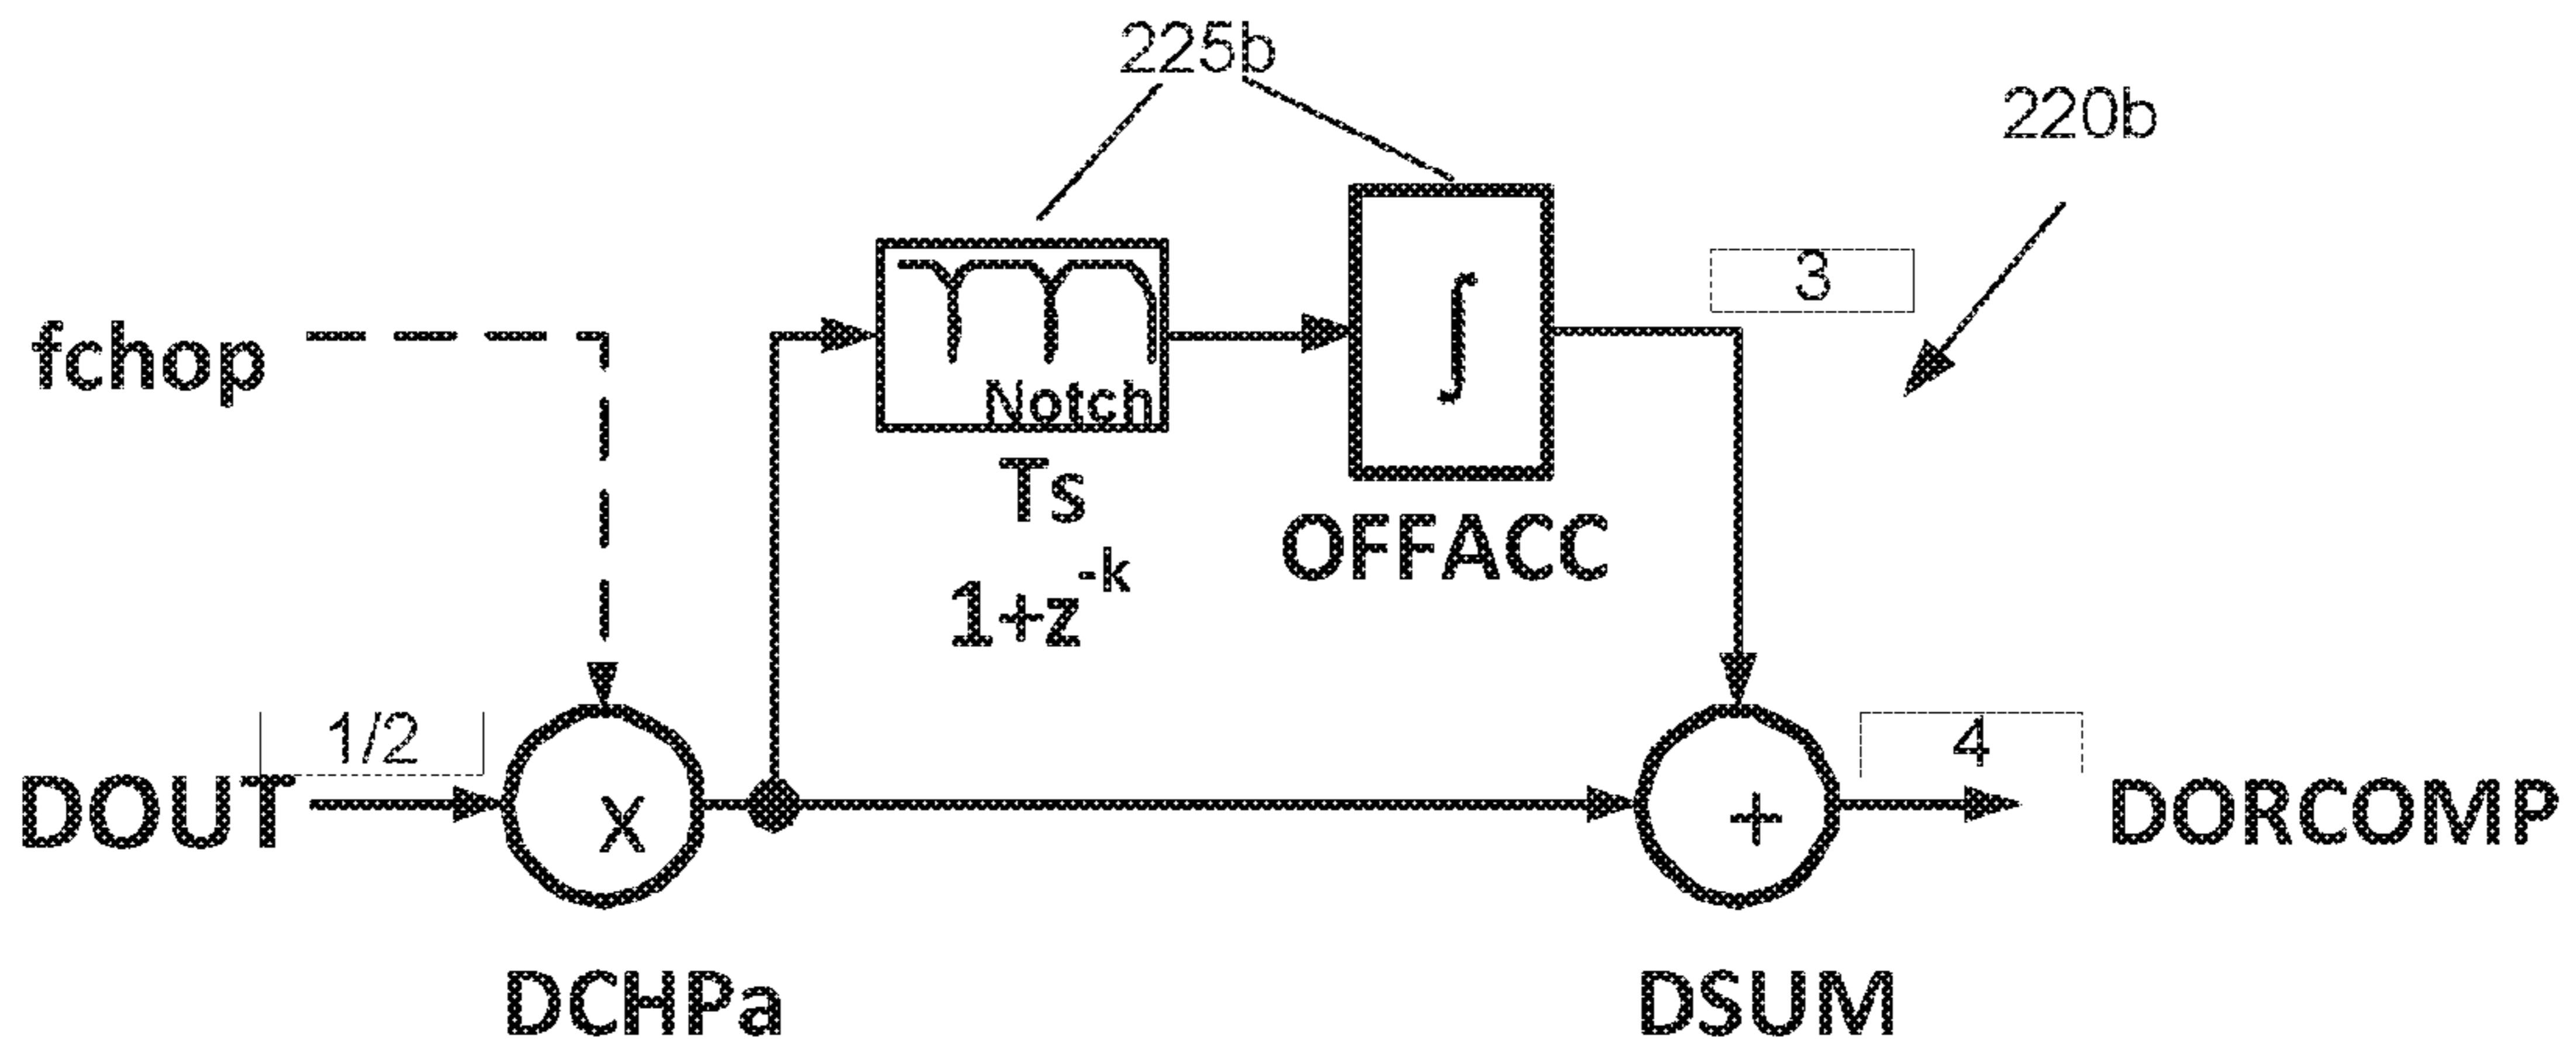 225b
220b
3
fchop
∫
Notch
Ts
OFFACC
1+z-k
1/2
4
DOUT
X
+
DORCOMP
DCHPa
DSUM